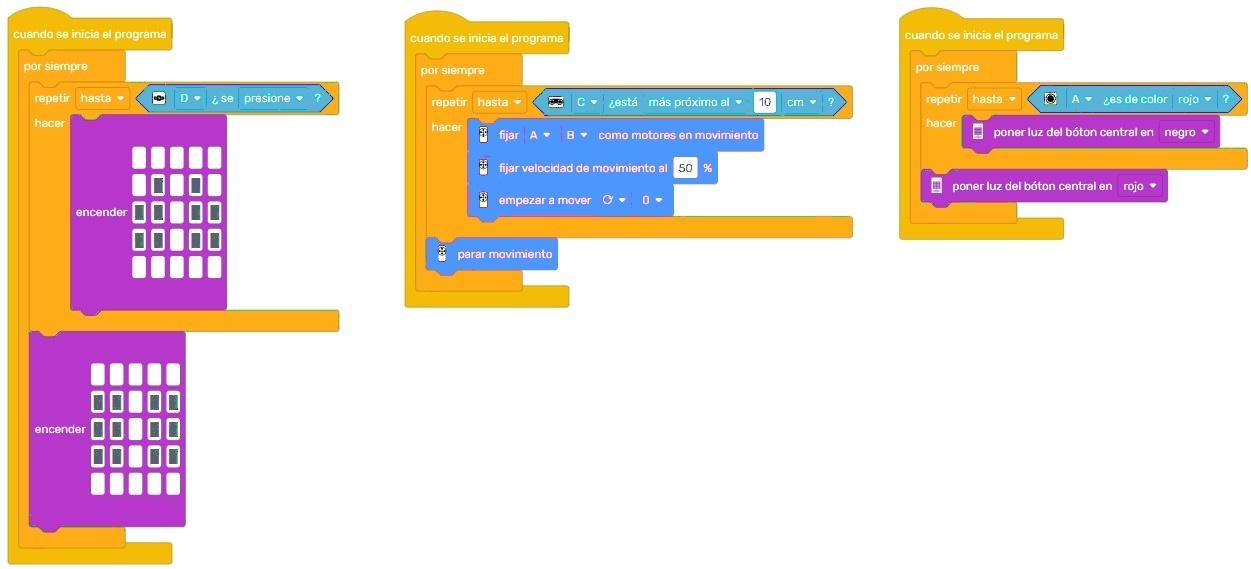 cuando se inicia el programa
por siempre
repetir hasta D ¿ se presione ?
hacer
encender
encender
cuando se inicia el programa
por siempre
repetir hasta C ¿está más próximo al 10 cm ?
hacer
fijar A B como motores en movimiento
fijar velocidad de movimiento al 50 %
empezar a mover 0
parar movimiento
cuando se inicia el programa
por siempre
repetir hasta A ¿es de color rojo ?
hacer
poner luz del bóton central en negro
poner luz del bóton central en rojo